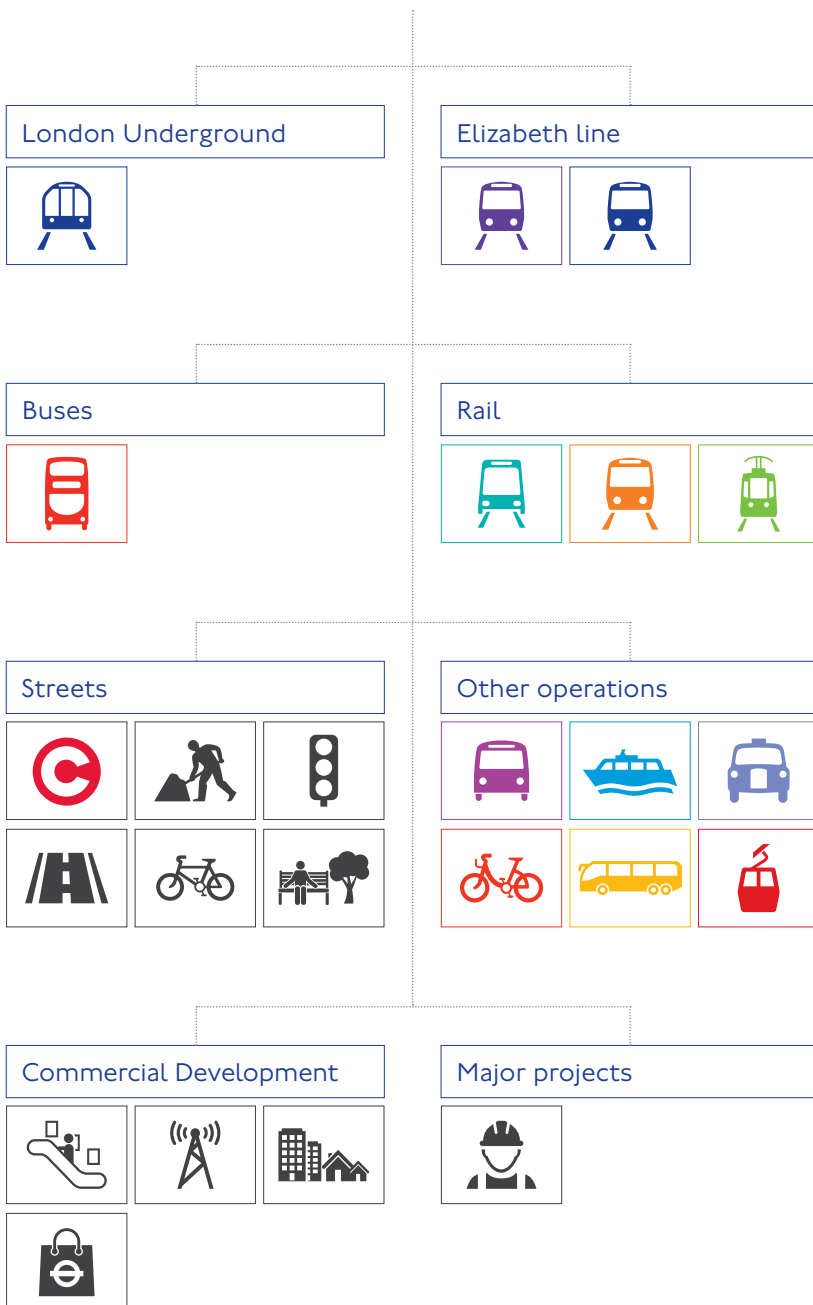 London Underground
Elizabeth line
Buses
Rail
Streets
Other operations
Commercial Development
Major projects